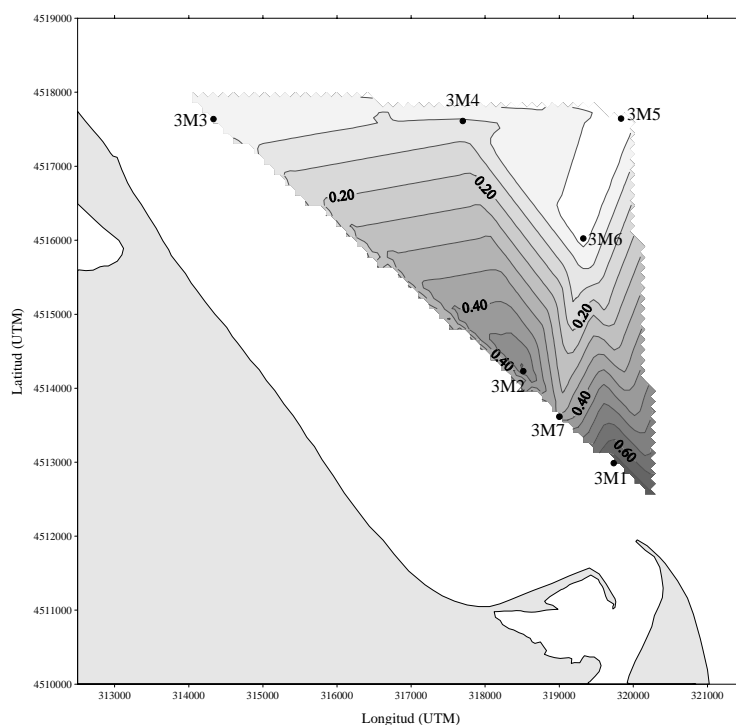 4519000
4518000
4517000
4516000
4515000
4514000
4513000
4512000
4511000
4510000
Latitud (UTM)
3M4
3M3
3M5
0.20
0.20
3M6
0.40
0.20
0.40
3M2
0.40
3M7
0.60
3M1
313000 314000 315000 316000 317000 318000 319000 320000 321000
Longitud (UTM)